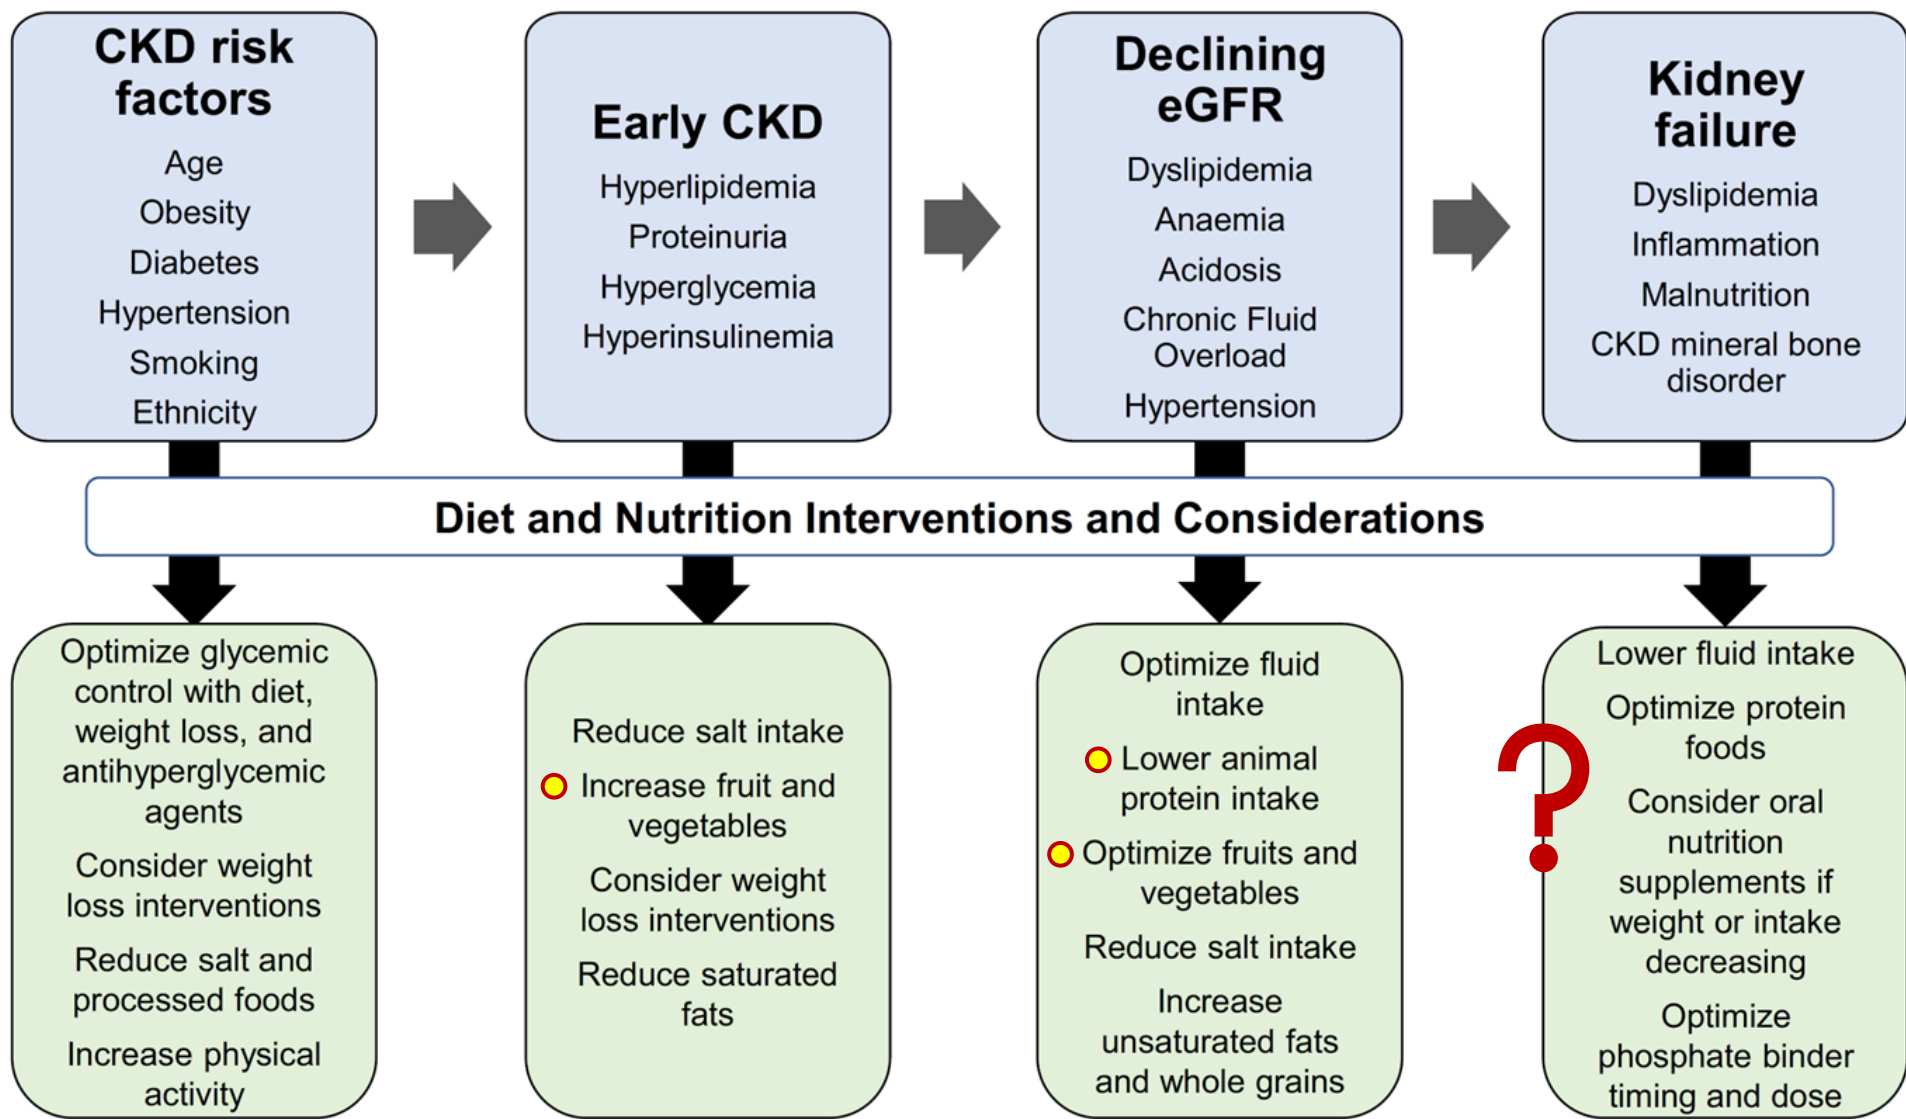 CKD risk
factors
Age
Obesity
Diabetes
Hypertension
Smoking
Ethnicity
Early CKD
Hyperlipidemia
Proteinuria
Hyperglycemia
Hyperinsulinemia
Declining
eGFR
Dyslipidemia
Anaemia
Acidosis
Chronic Fluid
Overload
Hypertension
Kidney
failure
Dyslipidemia
Inflammation
Malnutrition
CKD mineral bone
disorder
Diet and Nutrition Interventions and Considerations
Optimize glycemic
control with diet,
weight loss, and
antihyperglycemic
agents
Consider weight
loss interventions
Reduce salt and
processed foods
Increase physical
activity
Reduce salt intake
Increase fruit and
vegetables
Consider weight
loss interventions
Reduce saturated
fats
Optimize fluid
intake
Lower animal
protein intake
Optimize fruits and
vegetables
Reduce salt intake
Increase
unsaturated fats
and whole grains
?
Lower fluid intake
Optimize protein
foods
Consider oral
nutrition
supplements if
weight or intake
decreasing
Optimize
phosphate binder
timing and dose